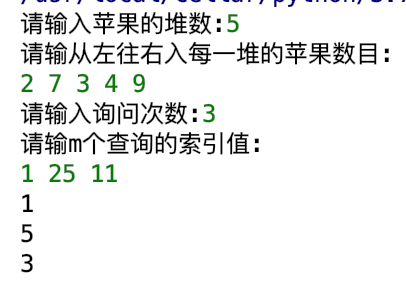 请输入苹果的堆数:5
请输从左往右入每一堆的苹果数目:
2 7 3 4 9
请输入询问次数:3
请输m个查询的索引值:
1 25 11
1
5
3